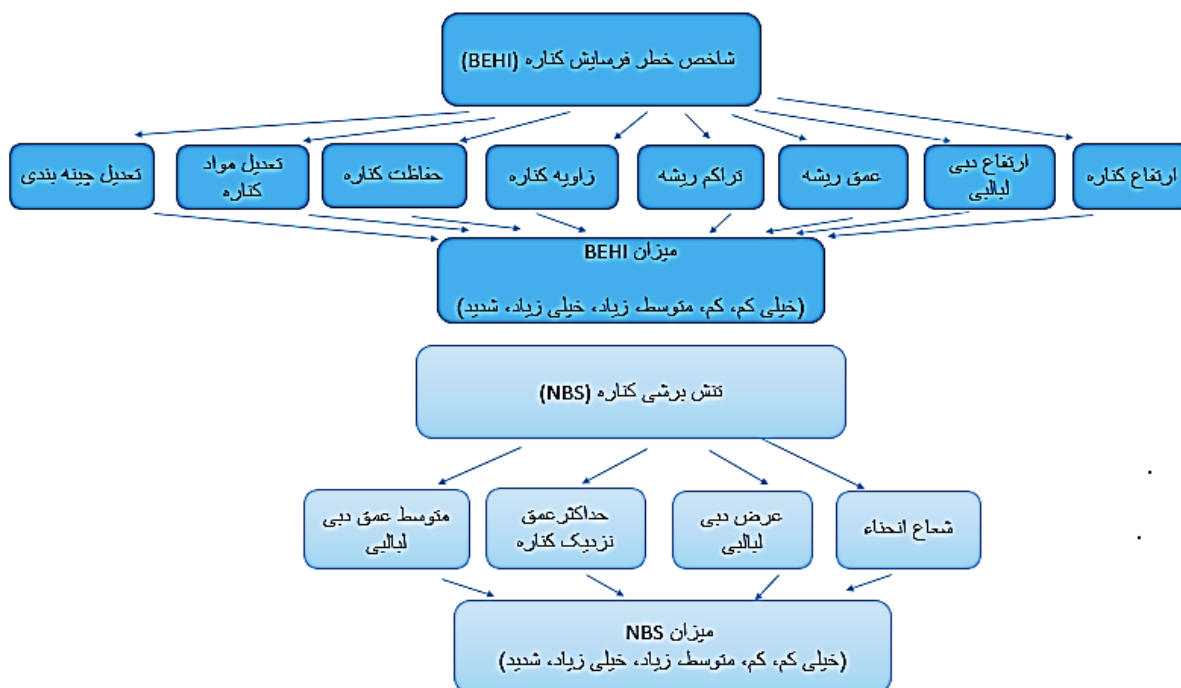 شاخص خطر فرسایش کناره (BEHI)
ارتفاع کناره
ارتفاع دبی
لبالبی
عمق ریشه
تراکم ریشه
زاویه کناره
حفاظت کناره
تعدیل مواد
کناره
تعدیل چینه بندی
میزان BEHI
(خیلی کم، کم، متوسط، زیاد، خیلی زیاد، شدید)
تنش برشی کناره (NBS)
شعاع انحناء
عرض دبی
لبالبی
حداکثرعمق
نزدیک کناره
متوسط عمق دبی
لبالبی
میزان NBS
(خیلی کم، کم، متوسط، زیاد، خیلی زیاد، شدید)